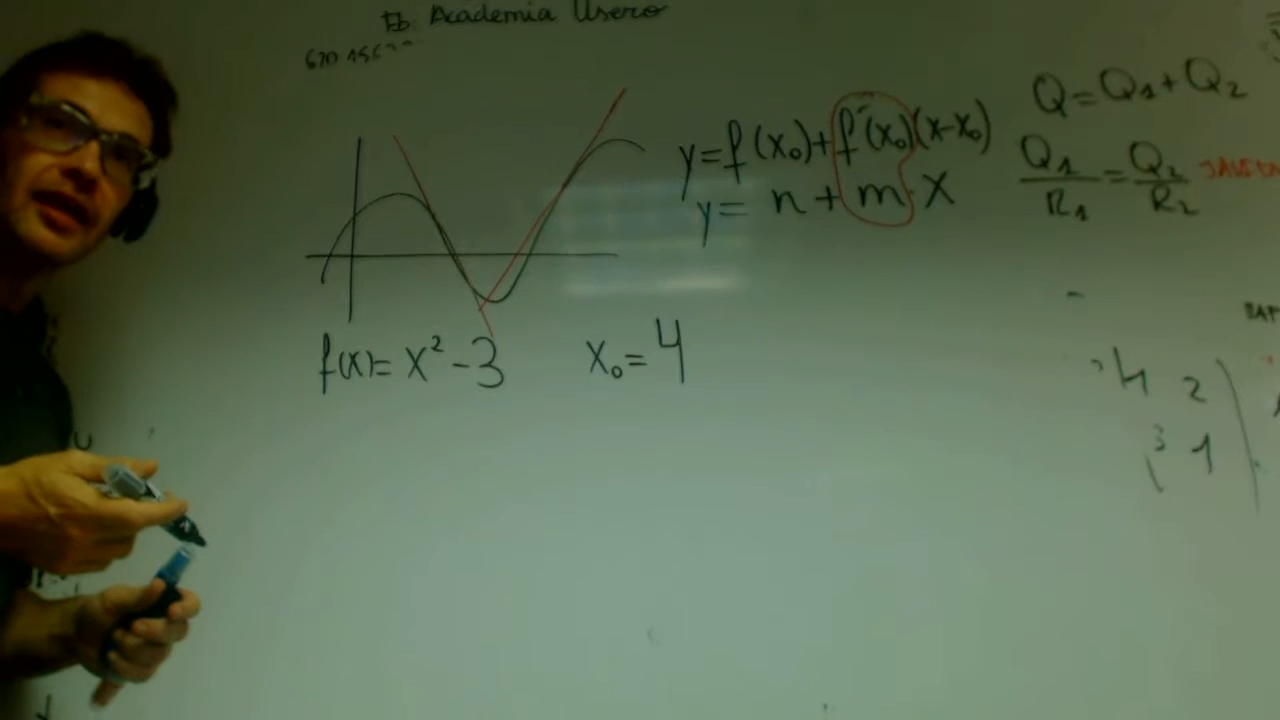 Fb: Academia Usero
y=f(x₀)+f'(x₀)(x-x₀)
y= n+m·x
f(x)=x²-3
x₀=4
Q=Q₁+Q₂
Q₁/R₁=Q₂/R₂
4 2
3 1